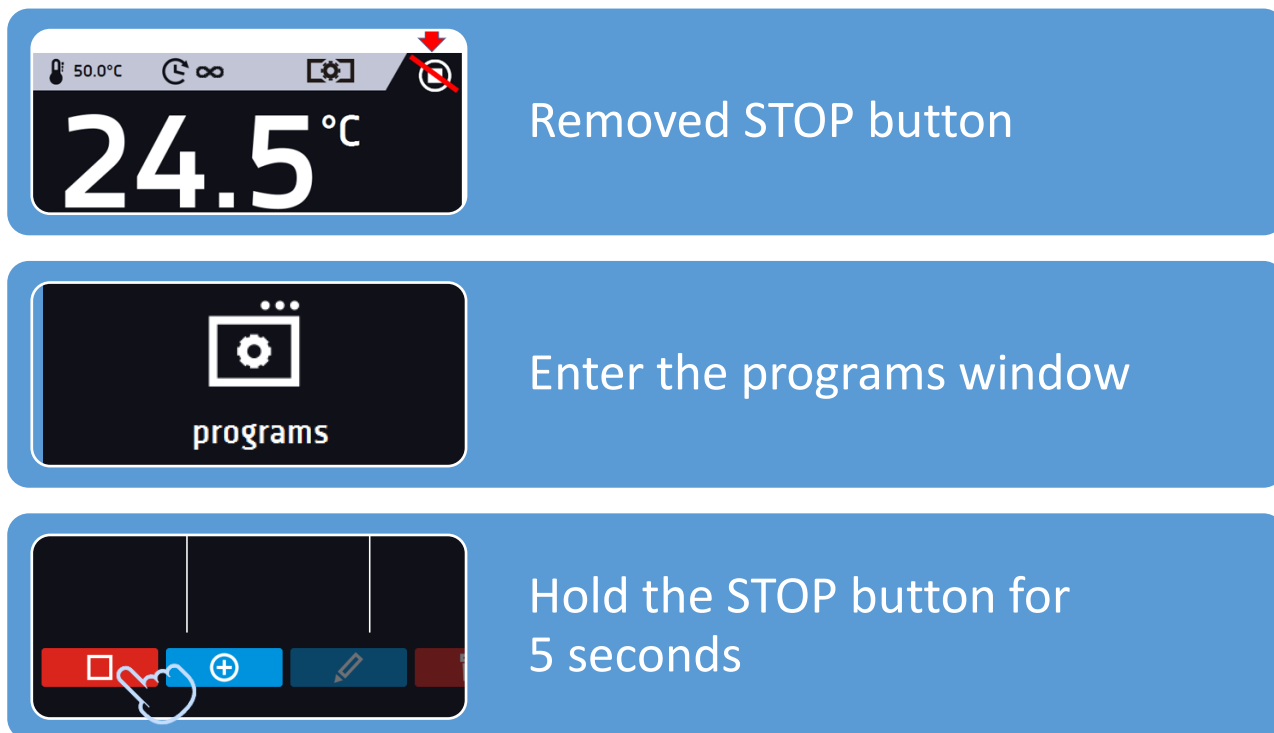 50.0°C ∞
24.5°C
Removed STOP button
programs
Enter the programs window
Hold the STOP button for
5 seconds